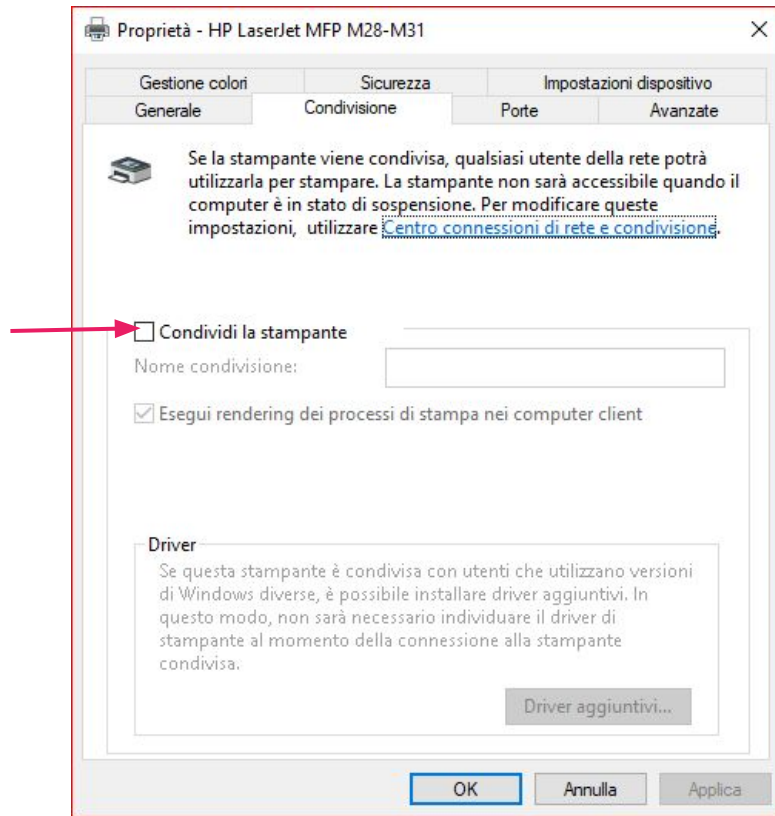 Proprietà - HP LaserJet MFP M28-M31
Gestione colori Sicurezza Impostazioni dispositivo
Generale Condivisione Porte Avanzate
Se la stampante viene condivisa, qualsiasi utente della rete potrà
utilizzarla per stampare. La stampante non sarà accessibile quando il
computer è in stato di sospensione. Per modificare queste
impostazioni, utilizzare Centro connessioni di rete e condivisione.
Condividi la stampante
Nome condivisione:
Esegui rendering dei processi di stampa nei computer client
Driver
Se questa stampante è condivisa con utenti che utilizzano versioni
di Windows diverse, è possibile installare driver aggiuntivi. In
questo modo, non sarà necessario individuare il driver di
stampante al momento della connessione alla stampante
condivisa.
Driver aggiuntivi...
OK Annulla Applica